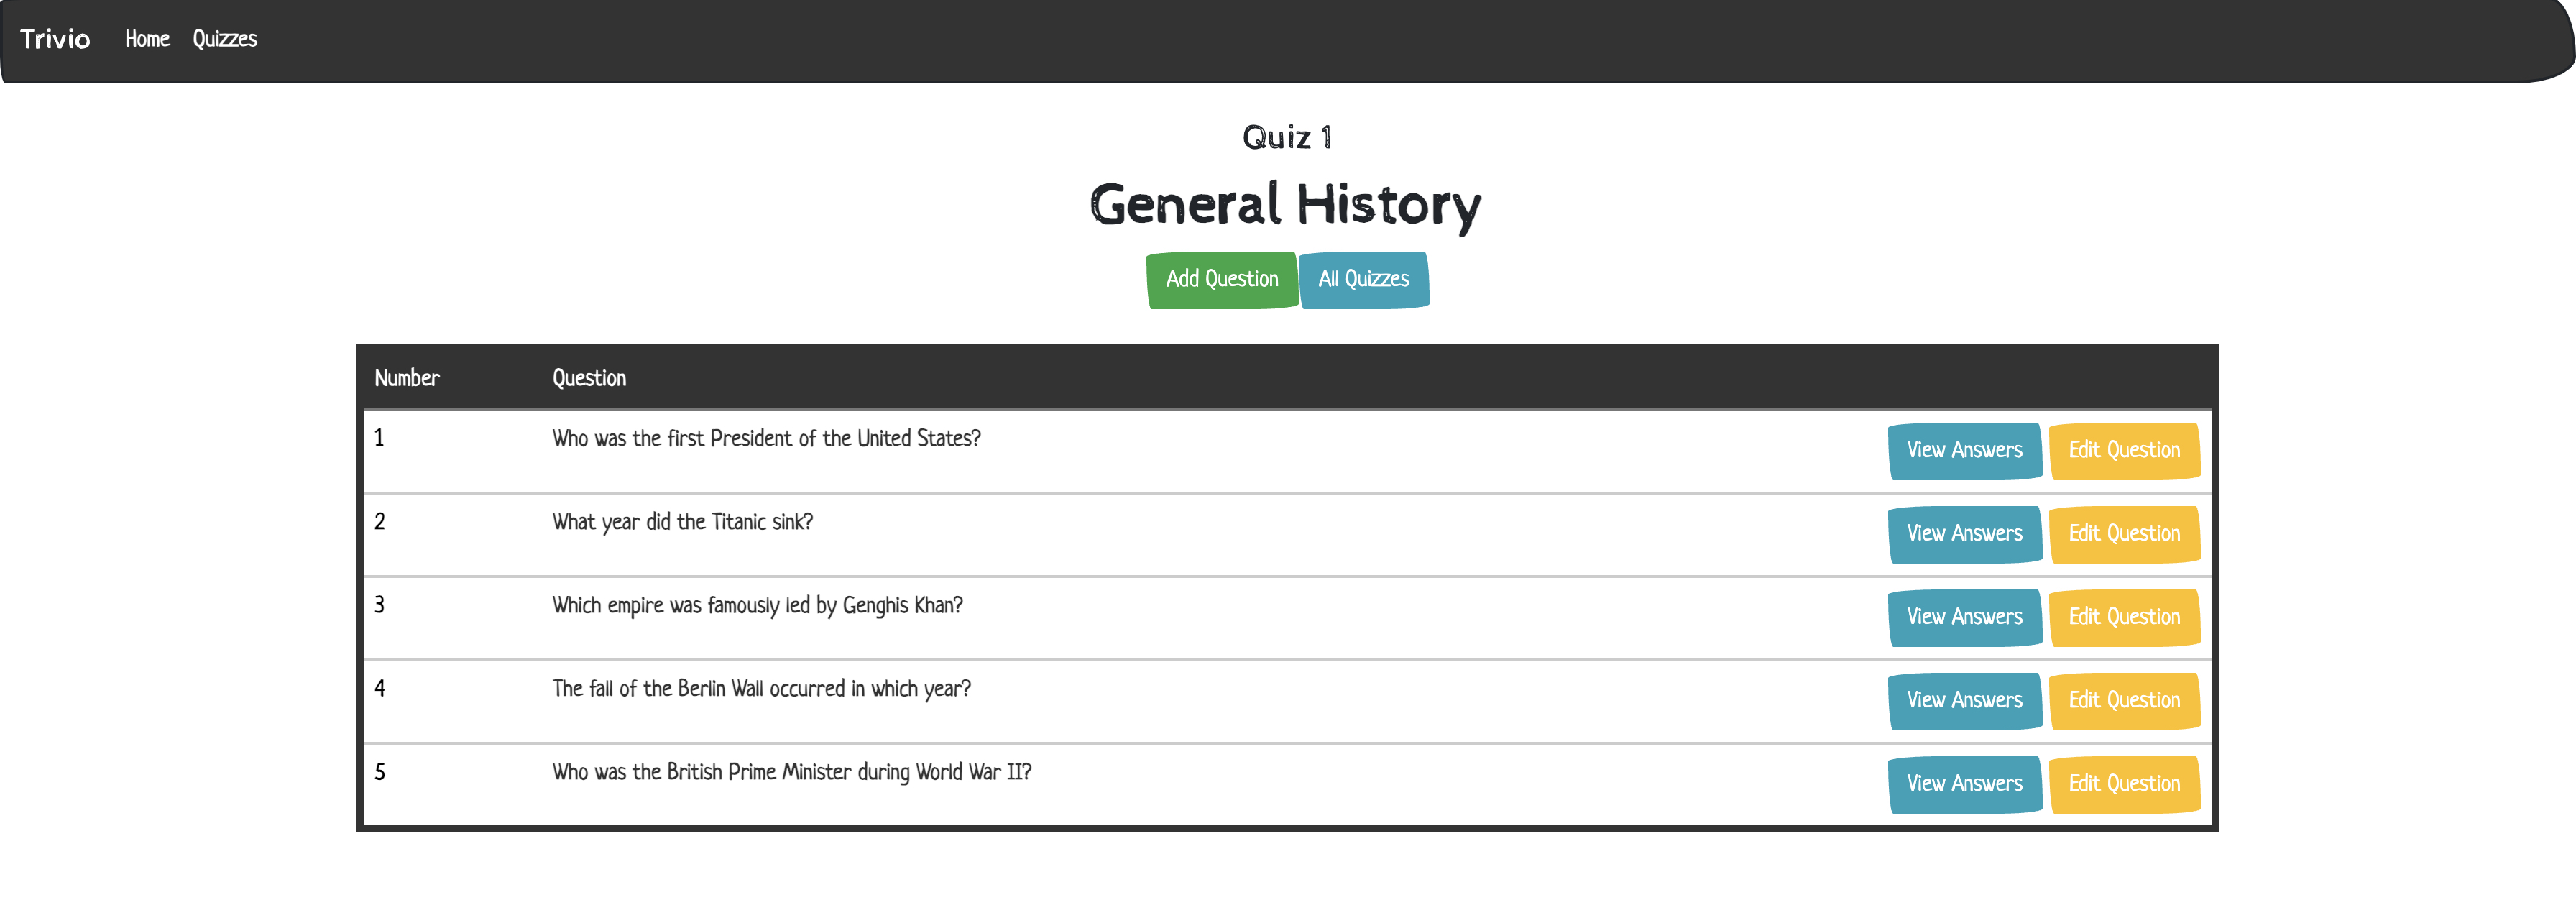 Trivio Home Quizzes
Quiz 1
General History
Add Question All Quizzes
Number Question
1 Who was the first President of the United States? View Answers Edit Question
2 What year did the Titanic sink? View Answers Edit Question
3 Which empire was famously led by Genghis Khan? View Answers Edit Question
4 The fall of the Berlin Wall occurred in which year? View Answers Edit Question
5 Who was the British Prime Minister during World War II? View Answers Edit Question